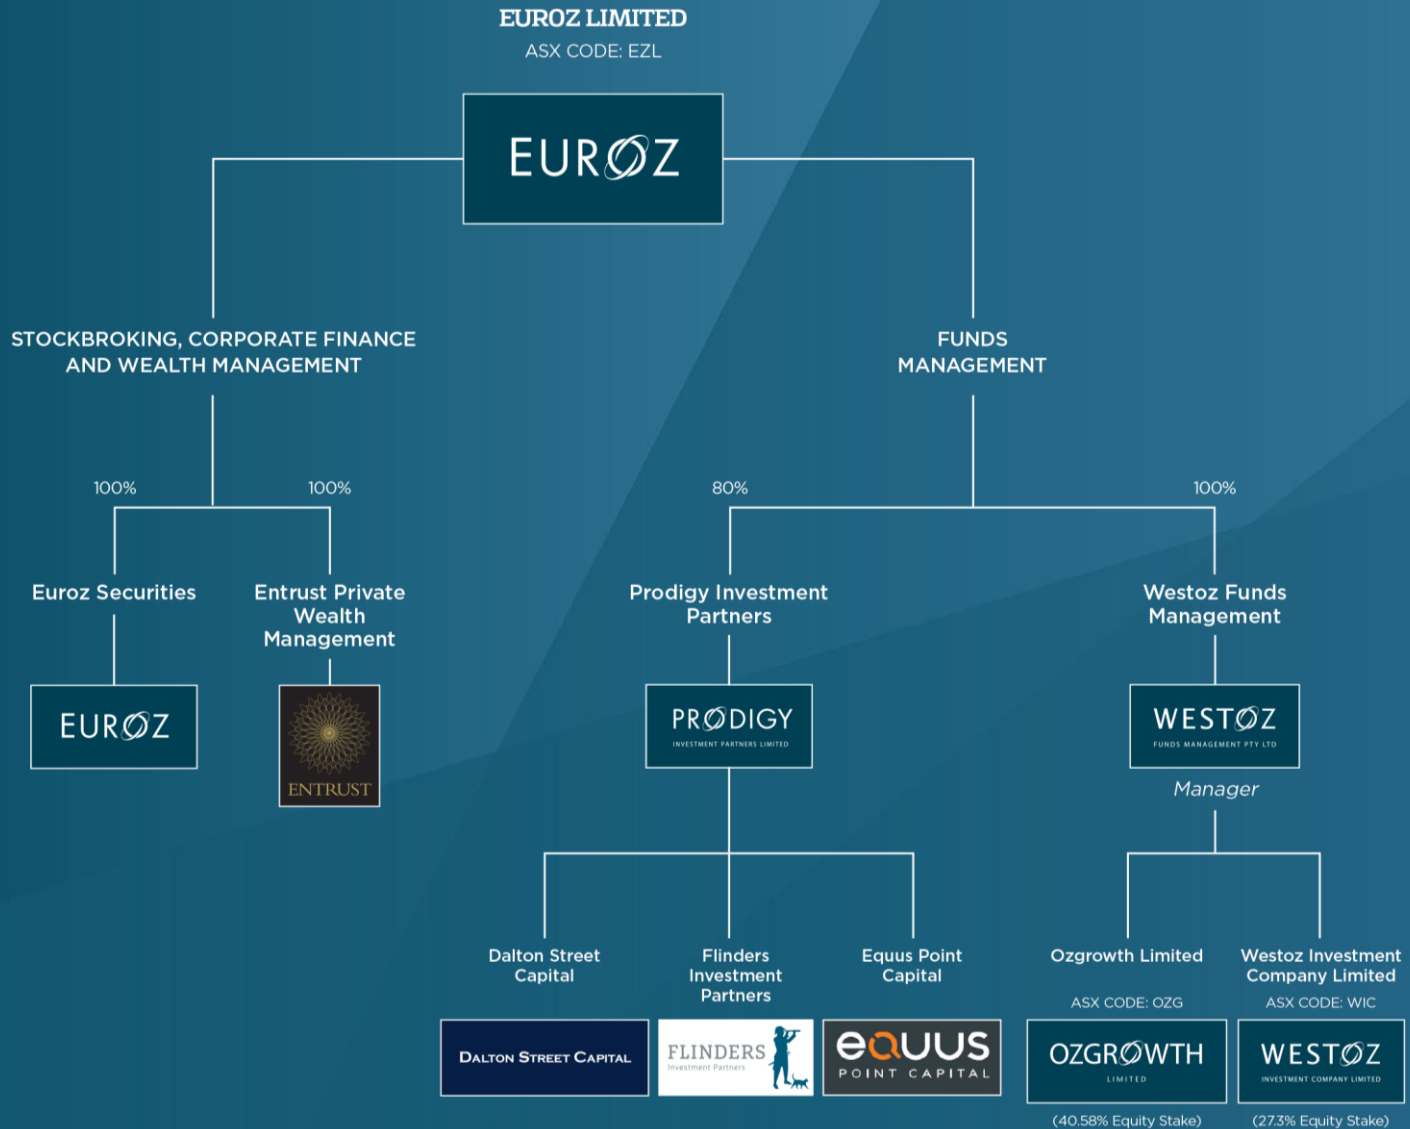 EUROZ LIMITED
ASX CODE: EZL
EUROZ
STOCKBROKING, CORPORATE FINANCE
AND WEALTH MANAGEMENT
FUNDS
MANAGEMENT
100%
100%
80%
100%
Euroz Securities
Entrust Private
Wealth
Management
Prodigy Investment
Partners
Westoz Funds
Management
EUROZ
ENTRUST
PRODIGY
INVESTMENT PARTNERS LIMITED
WESTOZ
FUNDS MANAGEMENT PTY LTD
Manager
Dalton Street
Capital
Flinders
Investment
Partners
Equus Point
Capital
Ozgrowth Limited
ASX CODE: OZG
Westoz Investment
Company Limited
ASX CODE: WIC
DALTON STREET CAPITAL
FLINDERS
Investment Partners
equus
POINT CAPITAL
OZGROWTH
LIMITED
WESTOZ
INVESTMENT COMPANY LIMITED
(40.58% Equity Stake)
(27.3% Equity Stake)